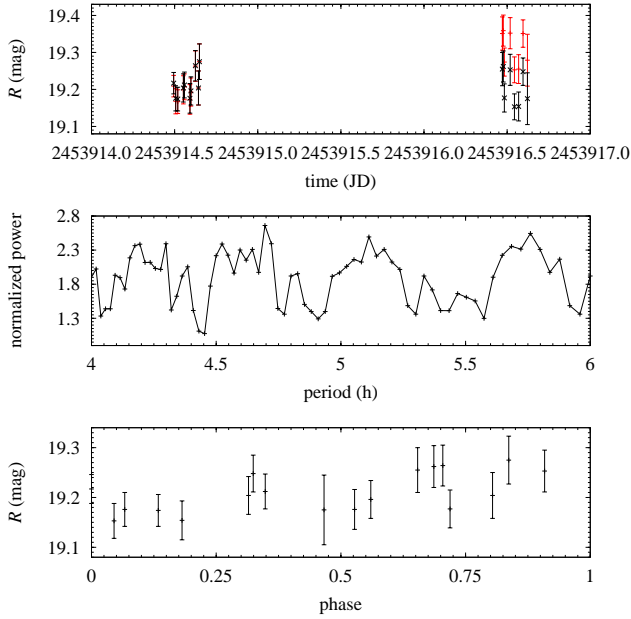 19.4
19.3
19.2
19.1
R (mag)
2453914.0 2453914.5 2453915.0 2453915.5 2453916.0 2453916.5 2453917.0
time (JD)
2.8
2.3
1.8
1.3
normalized power
4 4.5 5 5.5 6
period (h)
19.3
19.2
19.1
R (mag)
0 0.25 0.5 0.75 1
phase